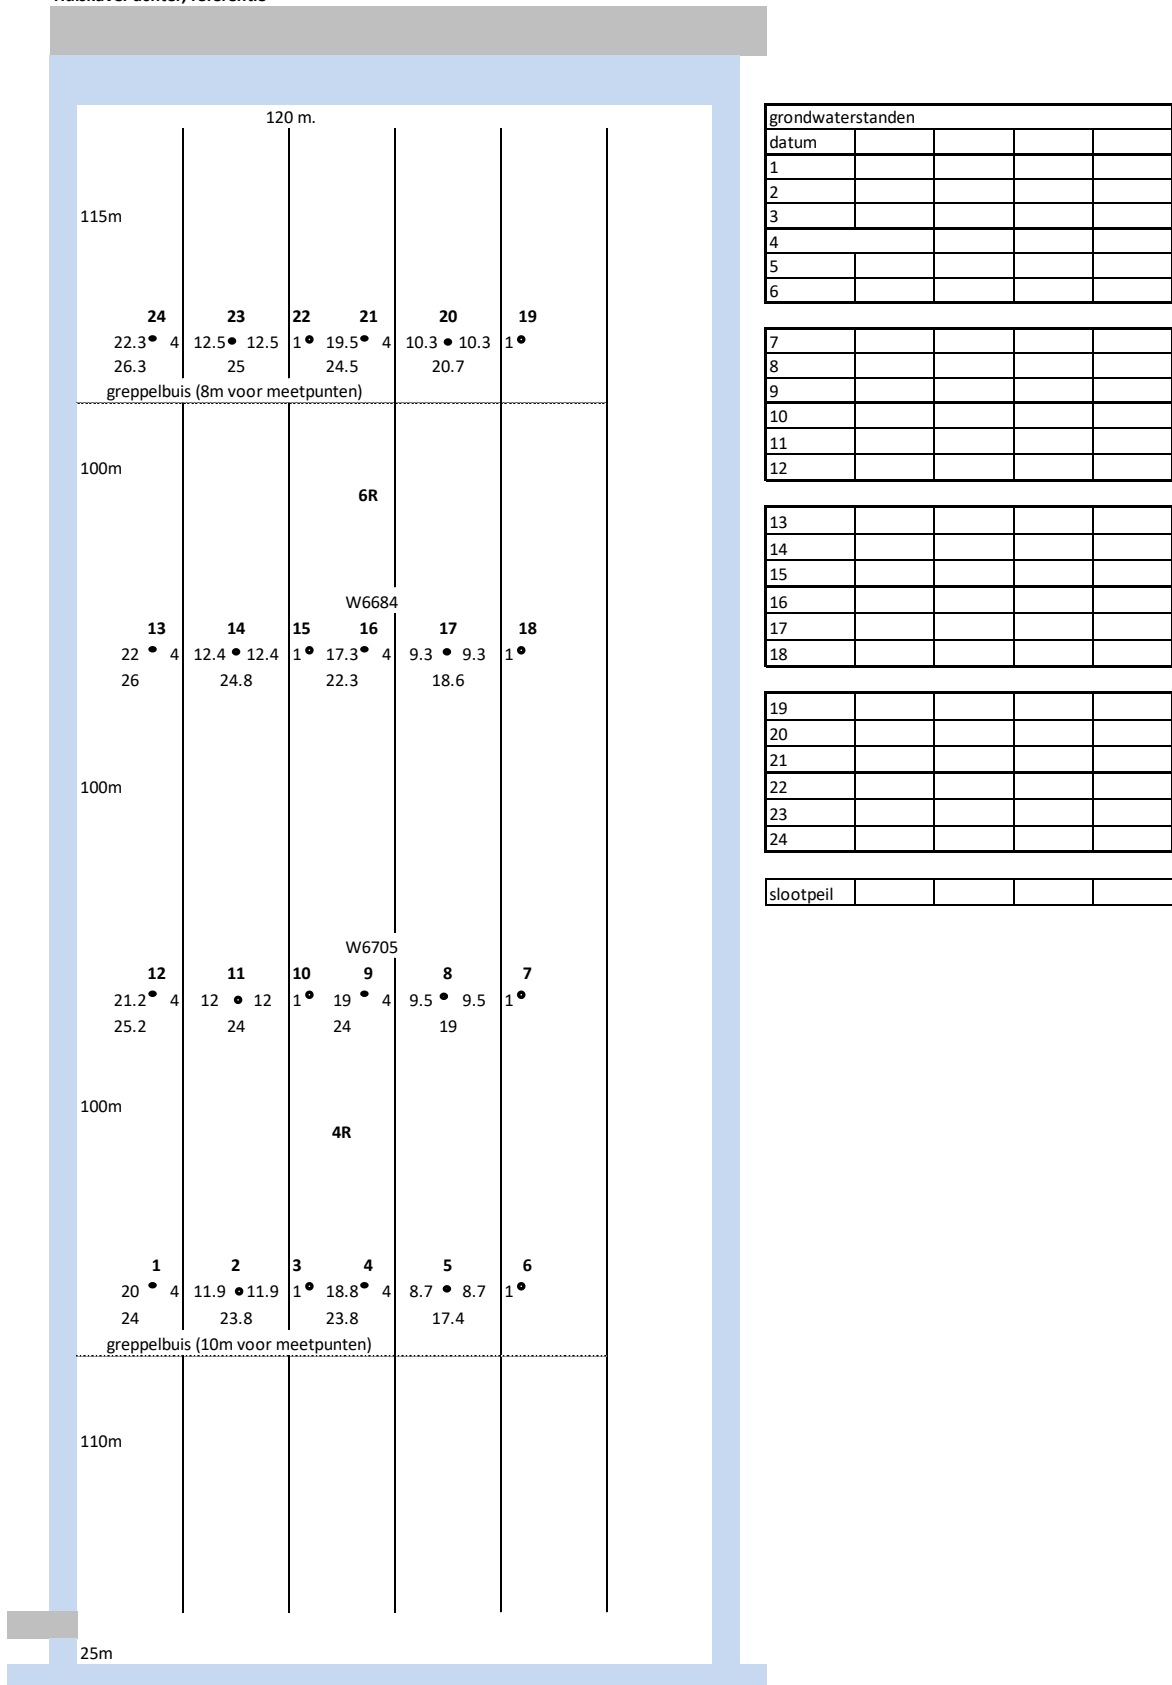 120 m.
115m
24 23 22 21 20 19
22.3 4 12.5 12.5 1 19.5 4 10.3 10.3 1
26.3 25 24.5 20.7
greppelbuis (8m voor meetpunten)
100m
6R
W6684
13 14 15 16 17 18
22 4 12.4 12.4 1 17.3 4 9.3 9.3 1
26 24.8 22.3 18.6
100m
W6705
12 11 10 9 8 7
21.2 4 12 12 1 19 4 9.5 9.5 1
25.2 24 24 19
100m
4R
1 2 3 4 5 6
20 4 11.9 11.9 1 18.8 4 8.7 8.7 1
24 23.8 23.8 17.4
greppelbuis (10m voor meetpunten)
110m
25m
grondwaterstanden
datum
1
2
3
4
5
6
7
8
9
10
11
12
13
14
15
16
17
18
19
20
21
22
23
24
slootpeil